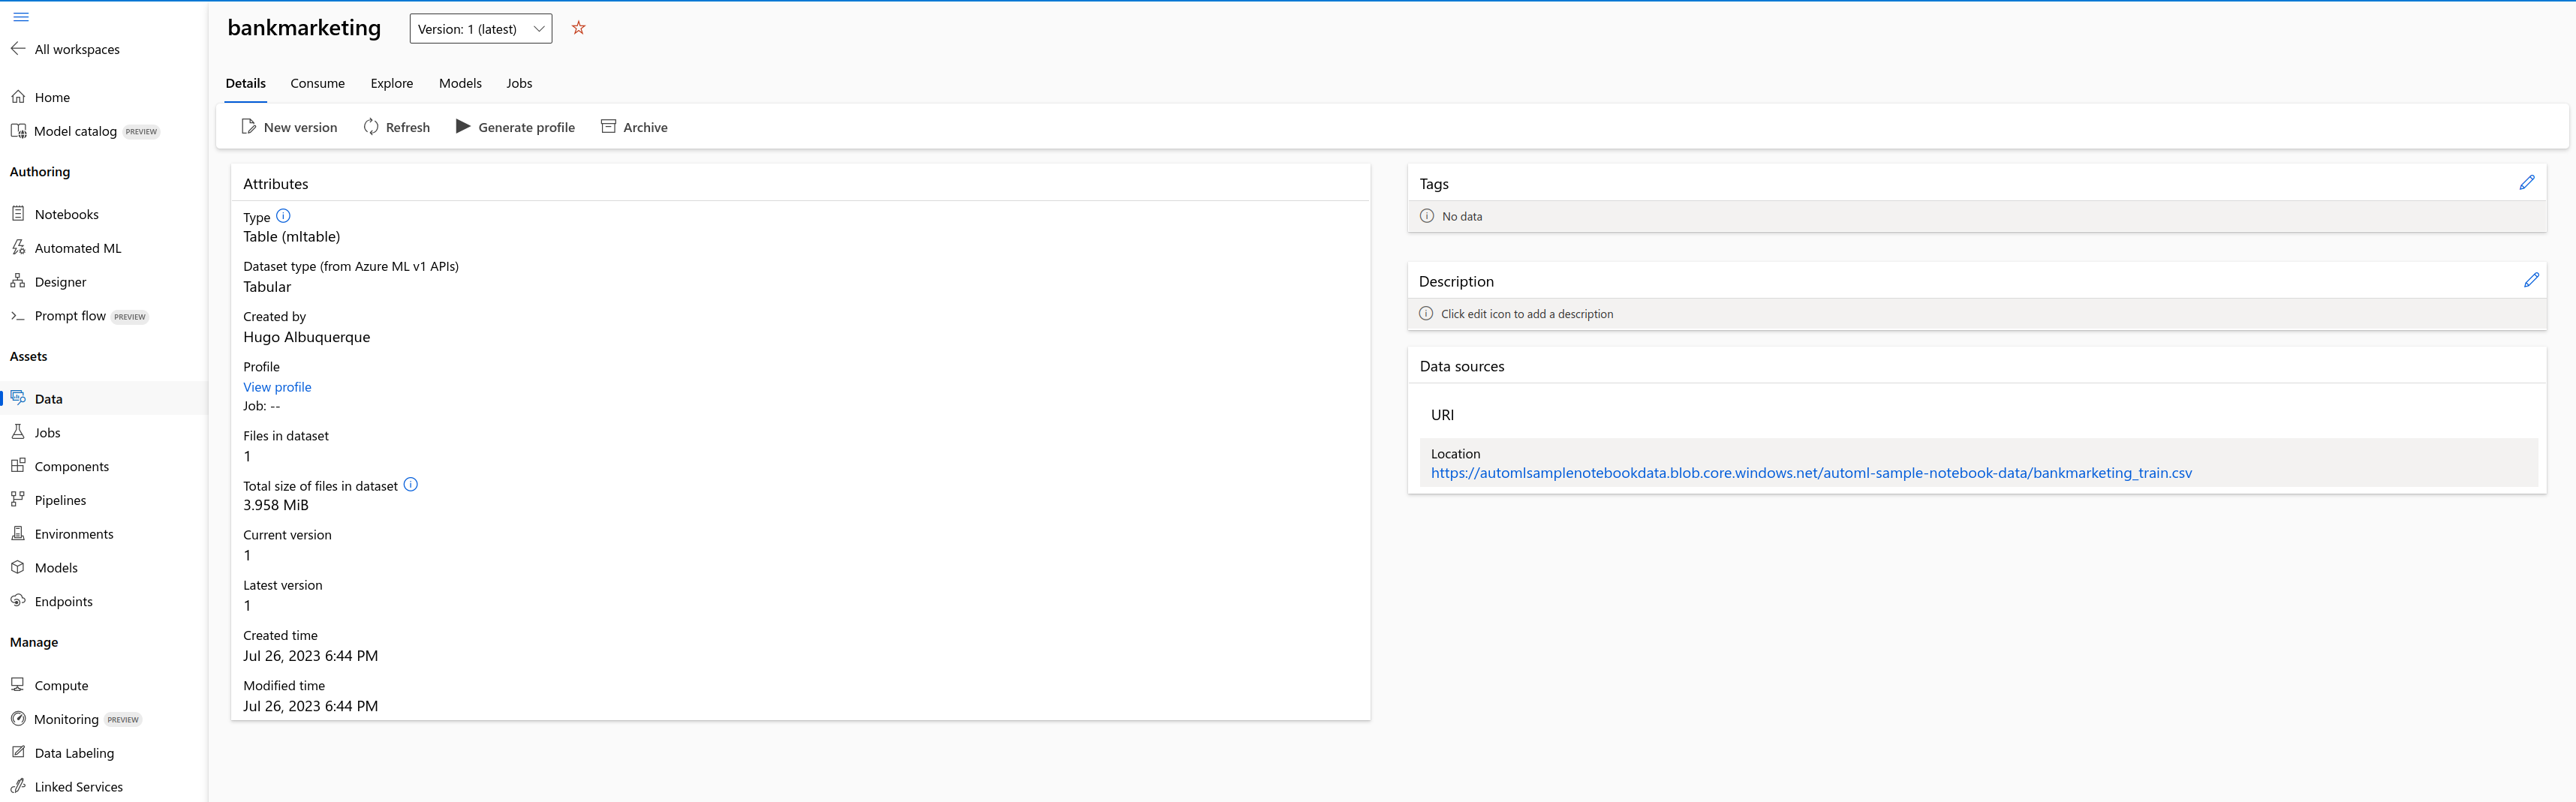 All workspaces
Home
Model catalog PREVIEW
Authoring
Notebooks
Automated ML
Designer
Prompt flow PREVIEW
Assets
Data
Jobs
Components
Pipelines
Environments
Models
Endpoints
Manage
Compute
Monitoring PREVIEW
Data Labeling
Linked Services
bankmarketing
Version: 1 (latest)
Details Consume Explore Models Jobs
New version Refresh Generate profile Archive
Attributes
Type
Table (mltable)
Dataset type (from Azure ML v1 APIs)
Tabular
Created by
Hugo Albuquerque
Profile
View profile
Job: --
Files in dataset
1
Total size of files in dataset
3.958 MiB
Current version
1
Latest version
1
Created time
Jul 26, 2023 6:44 PM
Modified time
Jul 26, 2023 6:44 PM
Tags
No data
Description
Click edit icon to add a description
Data sources
URI
Location
https://automlsamplenotebookdata.blob.core.windows.net/automl-sample-notebook-data/bankmarketing_train.csv